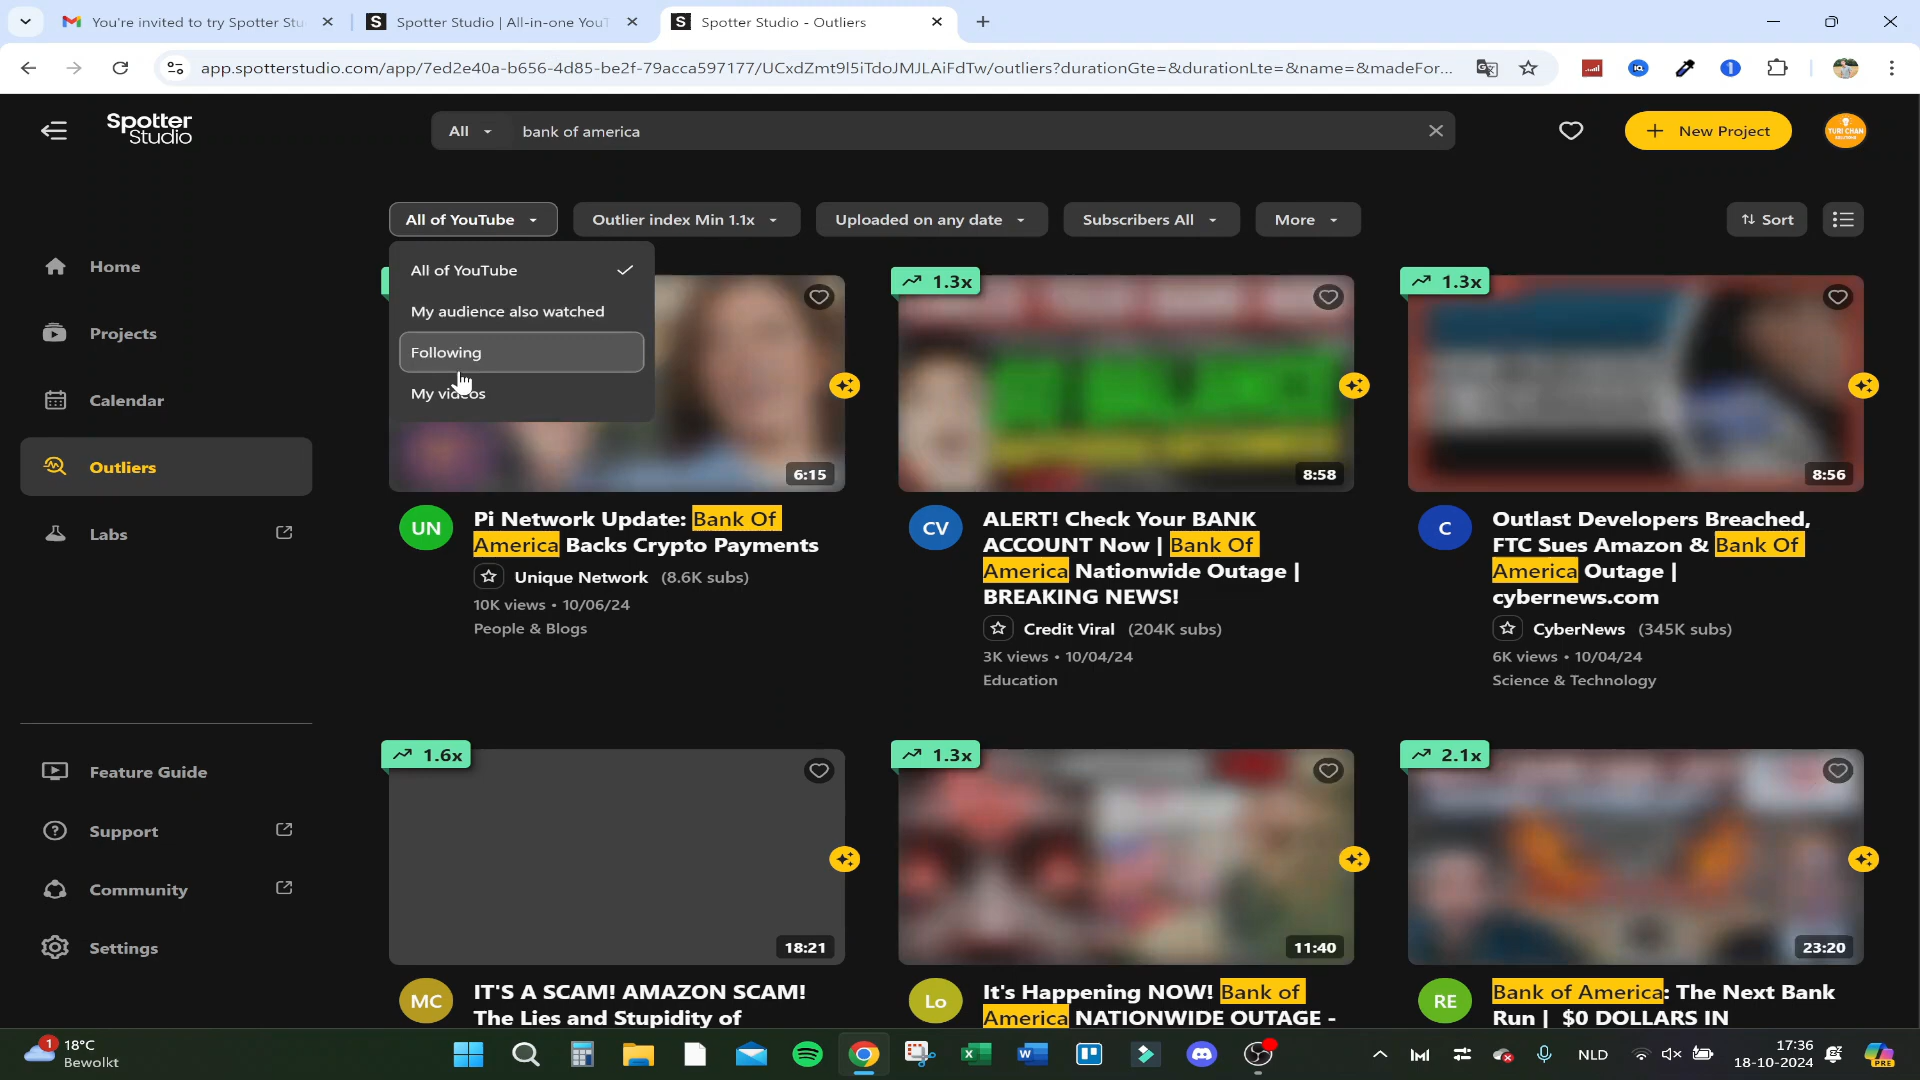 You're invited to try Spotter Stu
Spotter Studio | All-in-one YouT
Spotter Studio - Outliers
app.spotterstudio.com/app/7ed2e40a-b656-4d85-be2f-79acca597177/UCxdZmt9l5iTdoJMJLAiFdTw/outliers?durationGte=&durationLte=&name=&madeFor...
Spotter
Studio
All
bank of america
New Project
TURI CHAN
All of YouTube
Outlier index Min 1.1x
Uploaded on any date
Subscribers All
More
Sort
All of YouTube
My audience also watched
Following
My videos
Home
Projects
Calendar
Outliers
Labs
Feature Guide
Support
Community
Settings
6:15
UN
Pi Network Update: Bank Of
America Backs Crypto Payments
Unique Network (8.6K subs)
10K views • 10/06/24
People & Blogs
1.3x
8:58
CV
ALERT! Check Your BANK
ACCOUNT Now | Bank Of
America Nationwide Outage |
BREAKING NEWS!
Credit Viral (204K subs)
3K views • 10/04/24
Education
1.3x
8:56
C
Outlast Developers Breached,
FTC Sues Amazon & Bank Of
America Outage |
cybernews.com
CyberNews (345K subs)
6K views • 10/04/24
Science & Technology
1.6x
18:21
MC
IT'S A SCAM! AMAZON SCAM!
The Lies and Stupidity of
1.3x
11:40
Lo
It's Happening NOW! Bank of
America NATIONWIDE OUTAGE -
2.1x
23:20
RE
Bank of America: The Next Bank
Run | $0 DOLLARS IN
1
18°C
Bewolkt
NLD
17:36
18-10-2024
PRE